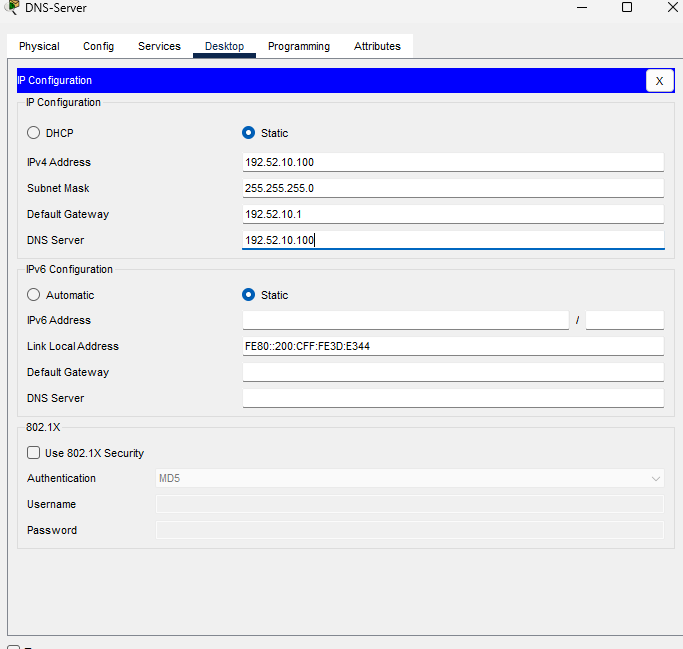 DNS-Server
Physical Config Services Desktop Programming Attributes
IP Configuration X
IP Configuration
DHCP Static
IPv4 Address 192.52.10.100
Subnet Mask 255.255.255.0
Default Gateway 192.52.10.1
DNS Server 192.52.10.100
IPv6 Configuration
Automatic Static
IPv6 Address /
Link Local Address FE80::200:CFF:FE3D:E344
Default Gateway
DNS Server
802.1X
Use 802.1X Security
Authentication MD5
Username
Password